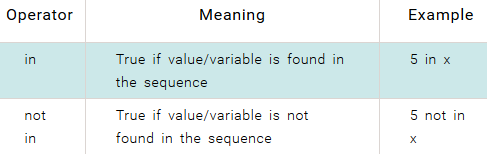 Operator Meaning Example
in True if value/variable is found in 5 in x
the sequence
not True if value/variable is not 5 not in
in found in the sequence x